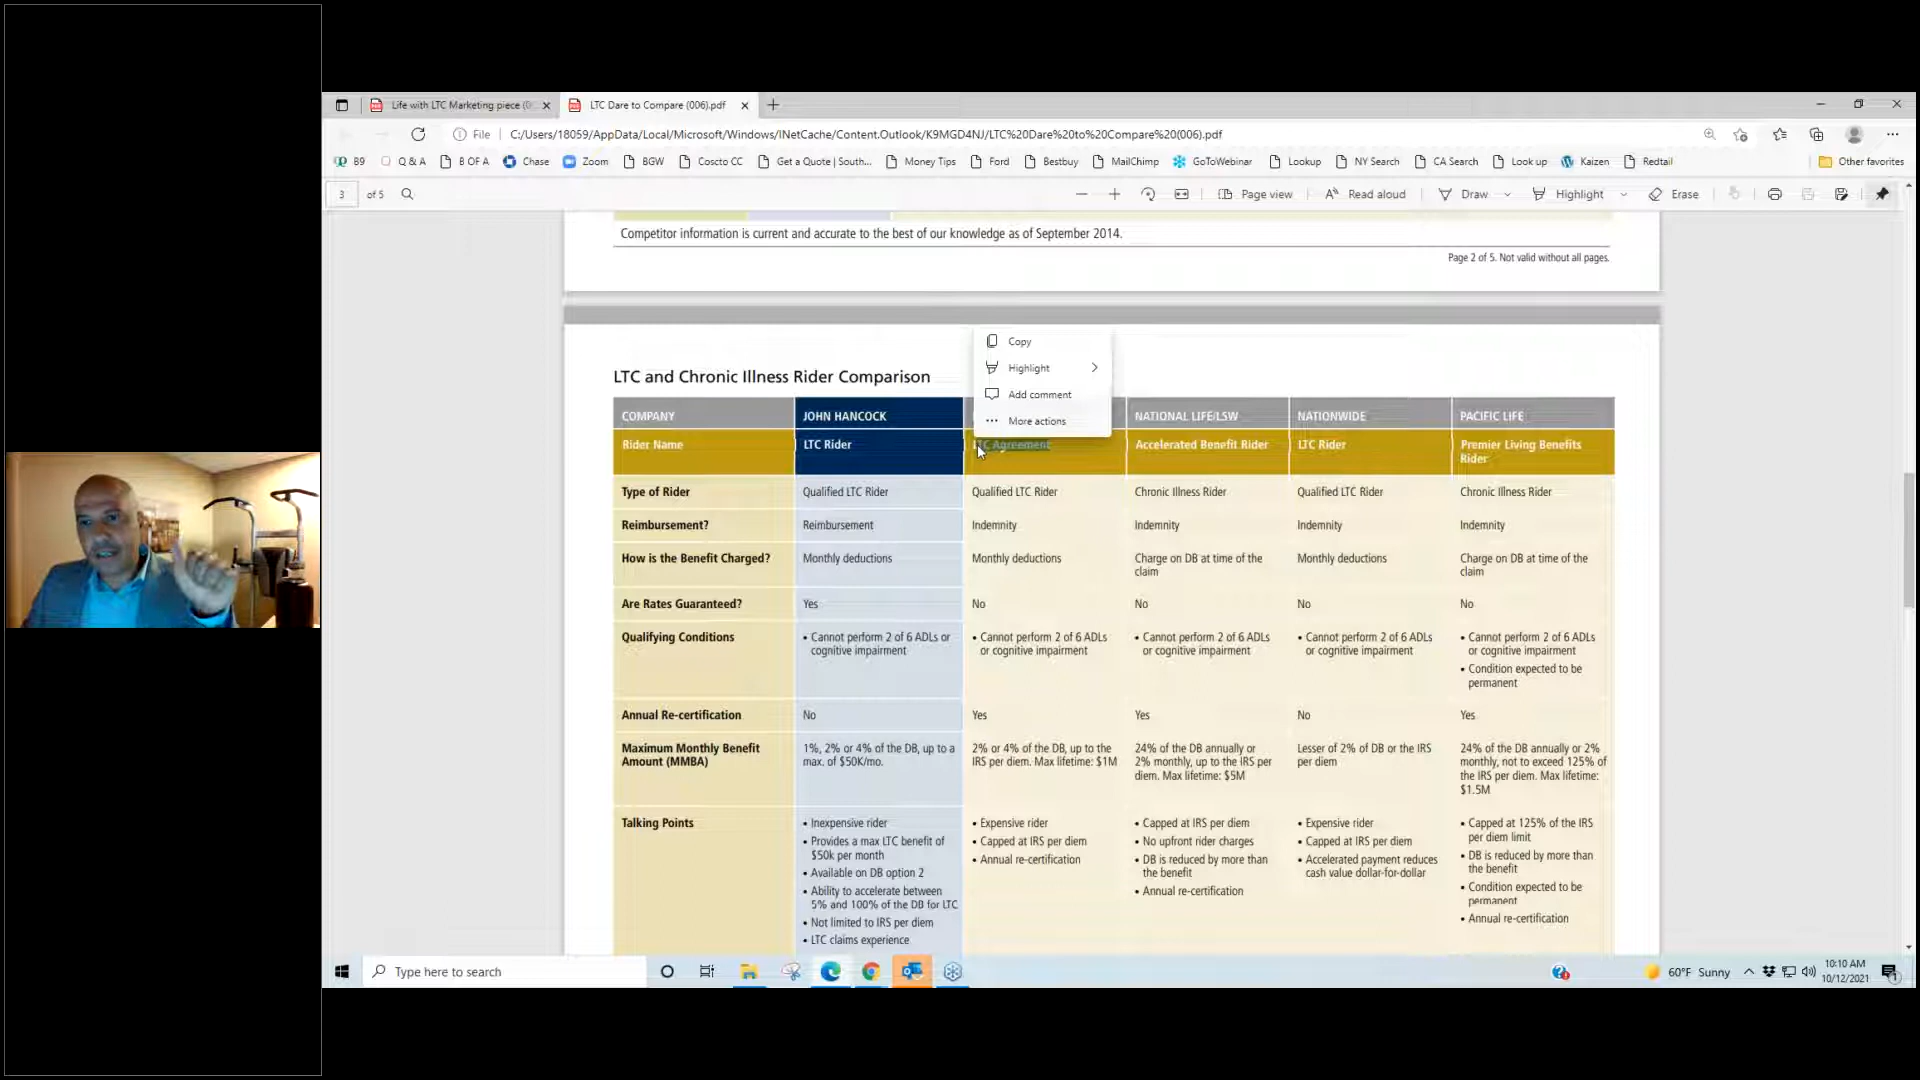 Life with LTC Marketing piece
LTC Dare to Compare (006).pdf
File
C:/Users/18059/AppData/Local/Microsoft/Windows/INetCache/Content.Outlook/K9MGD4NJ/LTC%20Dare%20to%20Compare%20(006).pdf
B9 Q & A B OF A Chase Zoom BGW Coscto CC Get a Quote | South... Money Tips Ford Bestbuy MailChimp GoToWebinar Lookup NY Search CA Search Look up Kaizen Redtail Other favorites
3 of 5 Page view Read aloud Draw Highlight Erase
Competitor information is current and accurate to the best of our knowledge as of September 2014.
Page 2 of 5. Not valid without all pages.
Copy
Highlight
Add comment
More actions
LTC and Chronic Illness Rider Comparison
COMPANY JOHN HANCOCK NATIONAL LIFE/LSW NATIONWIDE PACIFIC LIFE
Rider Name LTC Rider LTC Agreement Accelerated Benefit Rider LTC Rider Premier Living Benefits
Rider
Type of Rider Qualified LTC Rider Qualified LTC Rider Chronic Illness Rider Qualified LTC Rider Chronic Illness Rider
Reimbursement? Reimbursement Indemnity Indemnity Indemnity Indemnity
How is the Benefit Charged? Monthly deductions Monthly deductions Charge on DB at time of the Monthly deductions Charge on DB at time of the
claim claim
Are Rates Guaranteed? Yes No No No No
Qualifying Conditions • Cannot perform 2 of 6 ADLs or • Cannot perform 2 of 6 ADLs • Cannot perform 2 of 6 ADLs • Cannot perform 2 of 6 ADLs • Cannot perform 2 of 6 ADLs
cognitive impairment or cognitive impairment or cognitive impairment or cognitive impairment or cognitive impairment
• Condition expected to be
permanent
Annual Re-certification No Yes Yes No Yes
Maximum Monthly Benefit 1%, 2% or 4% of the DB, up to a 2% or 4% of the DB, up to the 24% of the DB annually or Lesser of 2% of DB or the IRS 24% of the DB annually or 2%
Amount (MMBA) max. of $50K/mo. IRS per diem. Max lifetime: $1M 2% monthly, up to the IRS per per diem monthly, not to exceed 125% of
diem. Max lifetime: $5M the IRS per diem. Max lifetime:
$1.5M
Talking Points • Inexpensive rider • Expensive rider • Capped at IRS per diem • Expensive rider • Capped at 125% of the IRS
• Provides a max LTC benefit of • Capped at IRS per diem • No upfront rider charges • Capped at IRS per diem per diem limit
$50k per month • Annual re-certification • DB is reduced by more than • Accelerated payment reduces • DB is reduced by more than
• Available on DB option 2 the benefit cash value dollar-for-dollar the benefit
• Ability to accelerate between • Annual re-certification • Condition expected to be
5% and 100% of the DB for LTC permanent
• Not limited to IRS per diem • Annual re-certification
• LTC claims experience
Type here to search
60°F Sunny
10:10 AM
10/12/2021